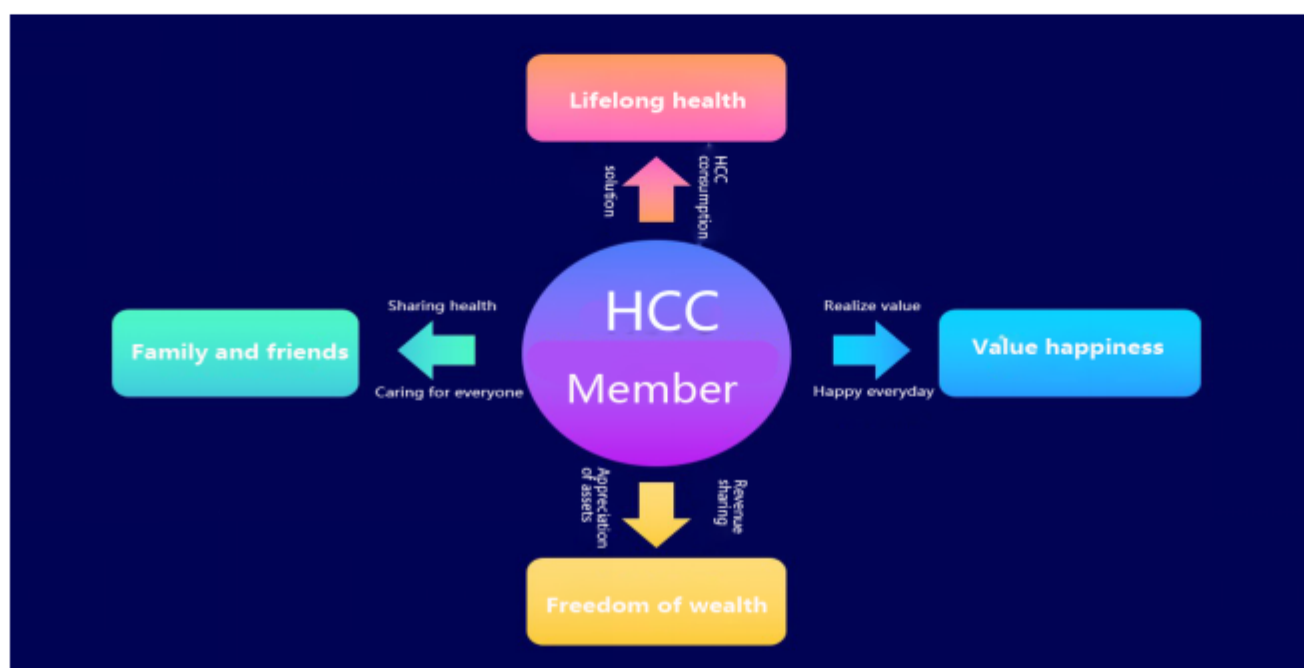 Lifelong health
solution
HCC
consumption
Sharing health
Family and friends
Caring for everyone
HCC
Member
Realize value
Value happiness
Happy everyday
Appreciation
of assets
Revenue
sharing
Freedom of wealth